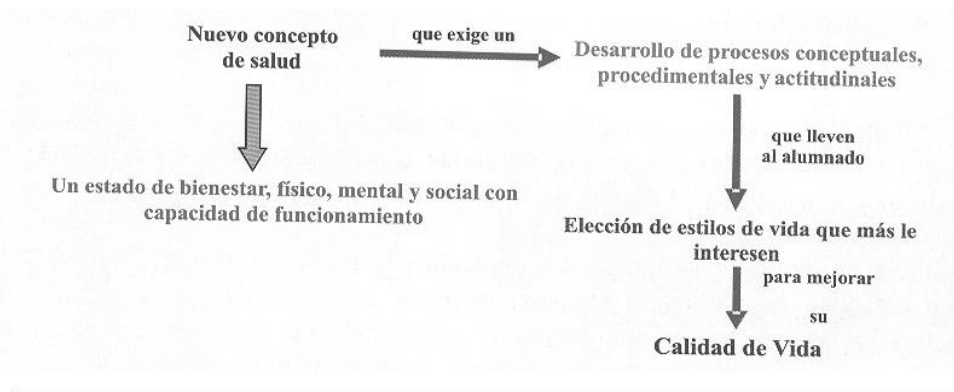 Nuevo concepto
de salud
que exige un
Desarrollo de procesos conceptuales,
procedimentales y actitudinales
que lleven
al alumnado
Un estado de bienestar, físico, mental y social con
capacidad de funcionamiento
Elección de estilos de vida que más le
interesen
para mejorar
su
Calidad de Vida